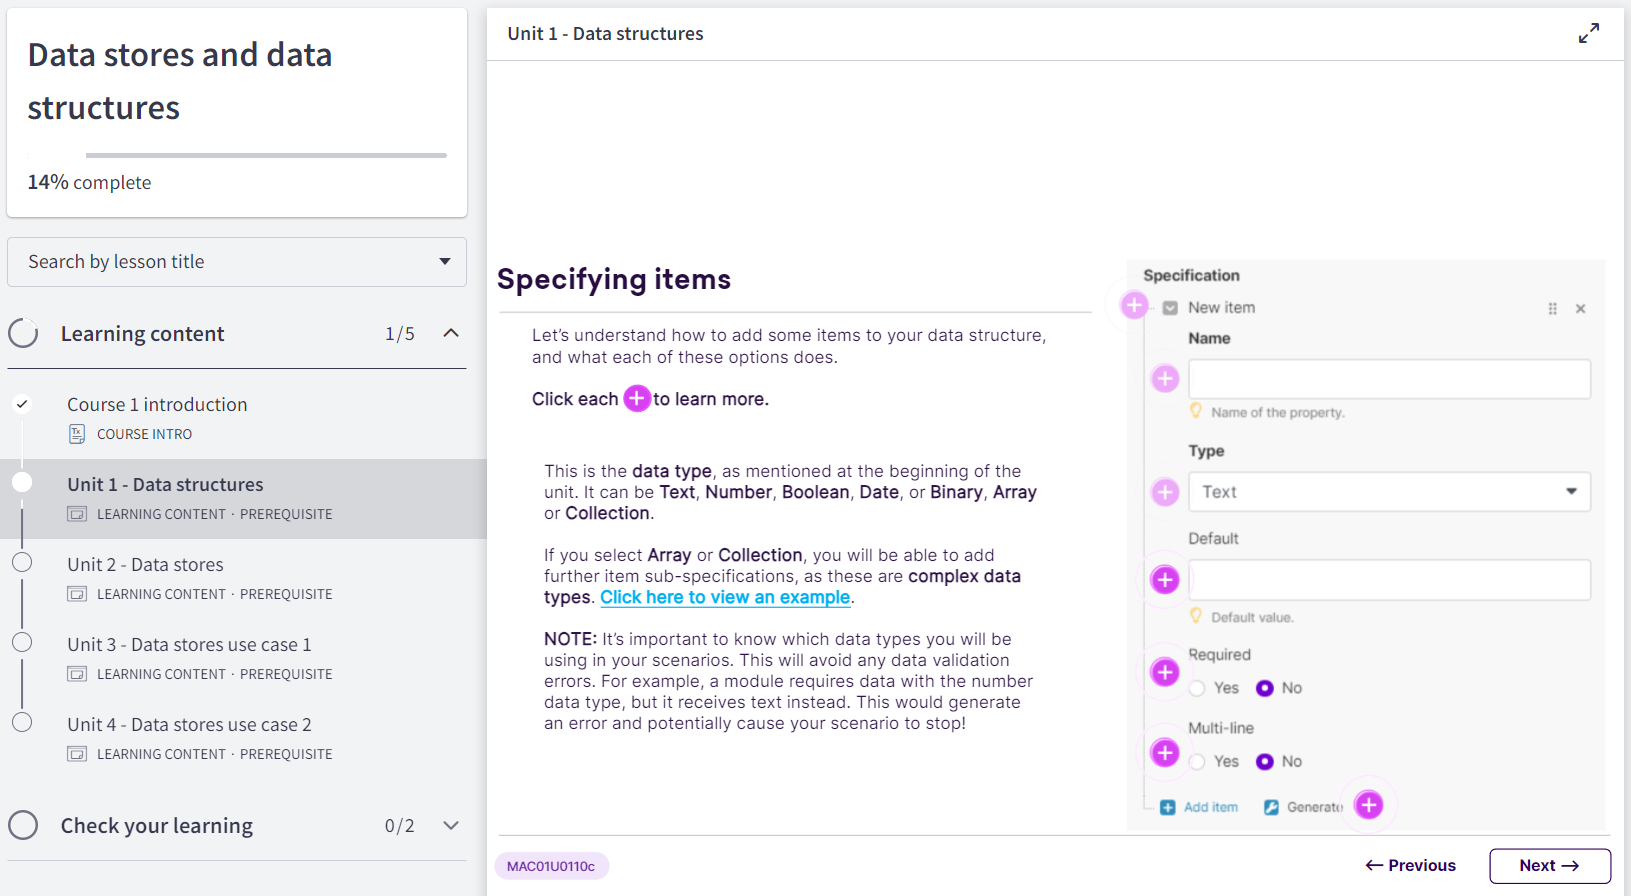 Data stores and data
structures
14% complete
Search by lesson title
Learning content 1/5
Course 1 introduction
COURSE INTRO
Unit 1 - Data structures
LEARNING CONTENT · PREREQUISITE
Unit 2 - Data stores
LEARNING CONTENT · PREREQUISITE
Unit 3 - Data stores use case 1
LEARNING CONTENT · PREREQUISITE
Unit 4 - Data stores use case 2
LEARNING CONTENT · PREREQUISITE
Check your learning 0/2
Unit 1 - Data structures
Specifying items
Let's understand how to add some items to your data structure,
and what each of these options does.
Click each + to learn more.
This is the data type, as mentioned at the beginning of the
unit. It can be Text, Number, Boolean, Date, or Binary, Array
or Collection.
If you select Array or Collection, you will be able to add
further item sub-specifications, as these are complex data
types. Click here to view an example.
NOTE: It's important to know which data types you will be
using in your scenarios. This will avoid any data validation
errors. For example, a module requires data with the number
data type, but it receives text instead. This would generate
an error and potentially cause your scenario to stop!
Specification
New item
Name
Name of the property.
Type
Text
Default
Default value.
Required
Yes No
Multi-line
Yes No
Add item Generate
MAC01U0110c
← Previous Next →